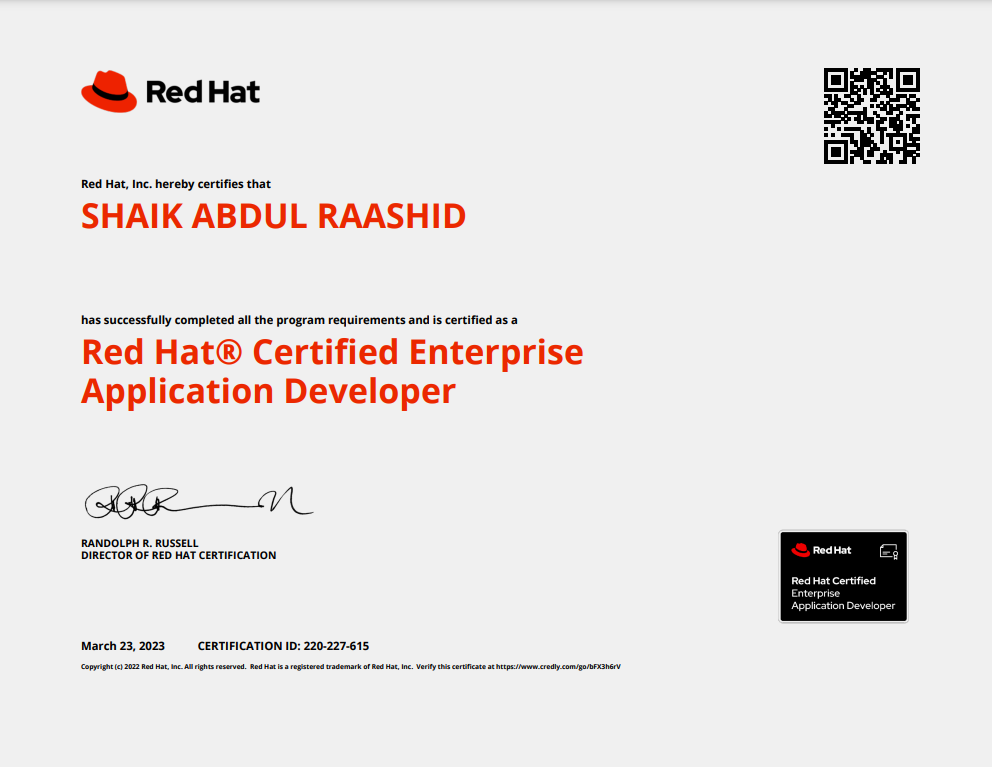 Red Hat
Red Hat, Inc. hereby certifies that
SHAIK ABDUL RAASHID
has successfully completed all the program requirements and is certified as a
Red Hat® Certified Enterprise
Application Developer
RANDOLPH R. RUSSELL
DIRECTOR OF RED HAT CERTIFICATION
Red Hat
Red Hat Certified
Enterprise
Application Developer
March 23, 2023 CERTIFICATION ID: 220-227-615
Copyright (c) 2022 Red Hat, Inc. All rights reserved. Red Hat is a registered trademark of Red Hat, Inc. Verify this certificate at https://www.credly.com/go/bFX3h6rV